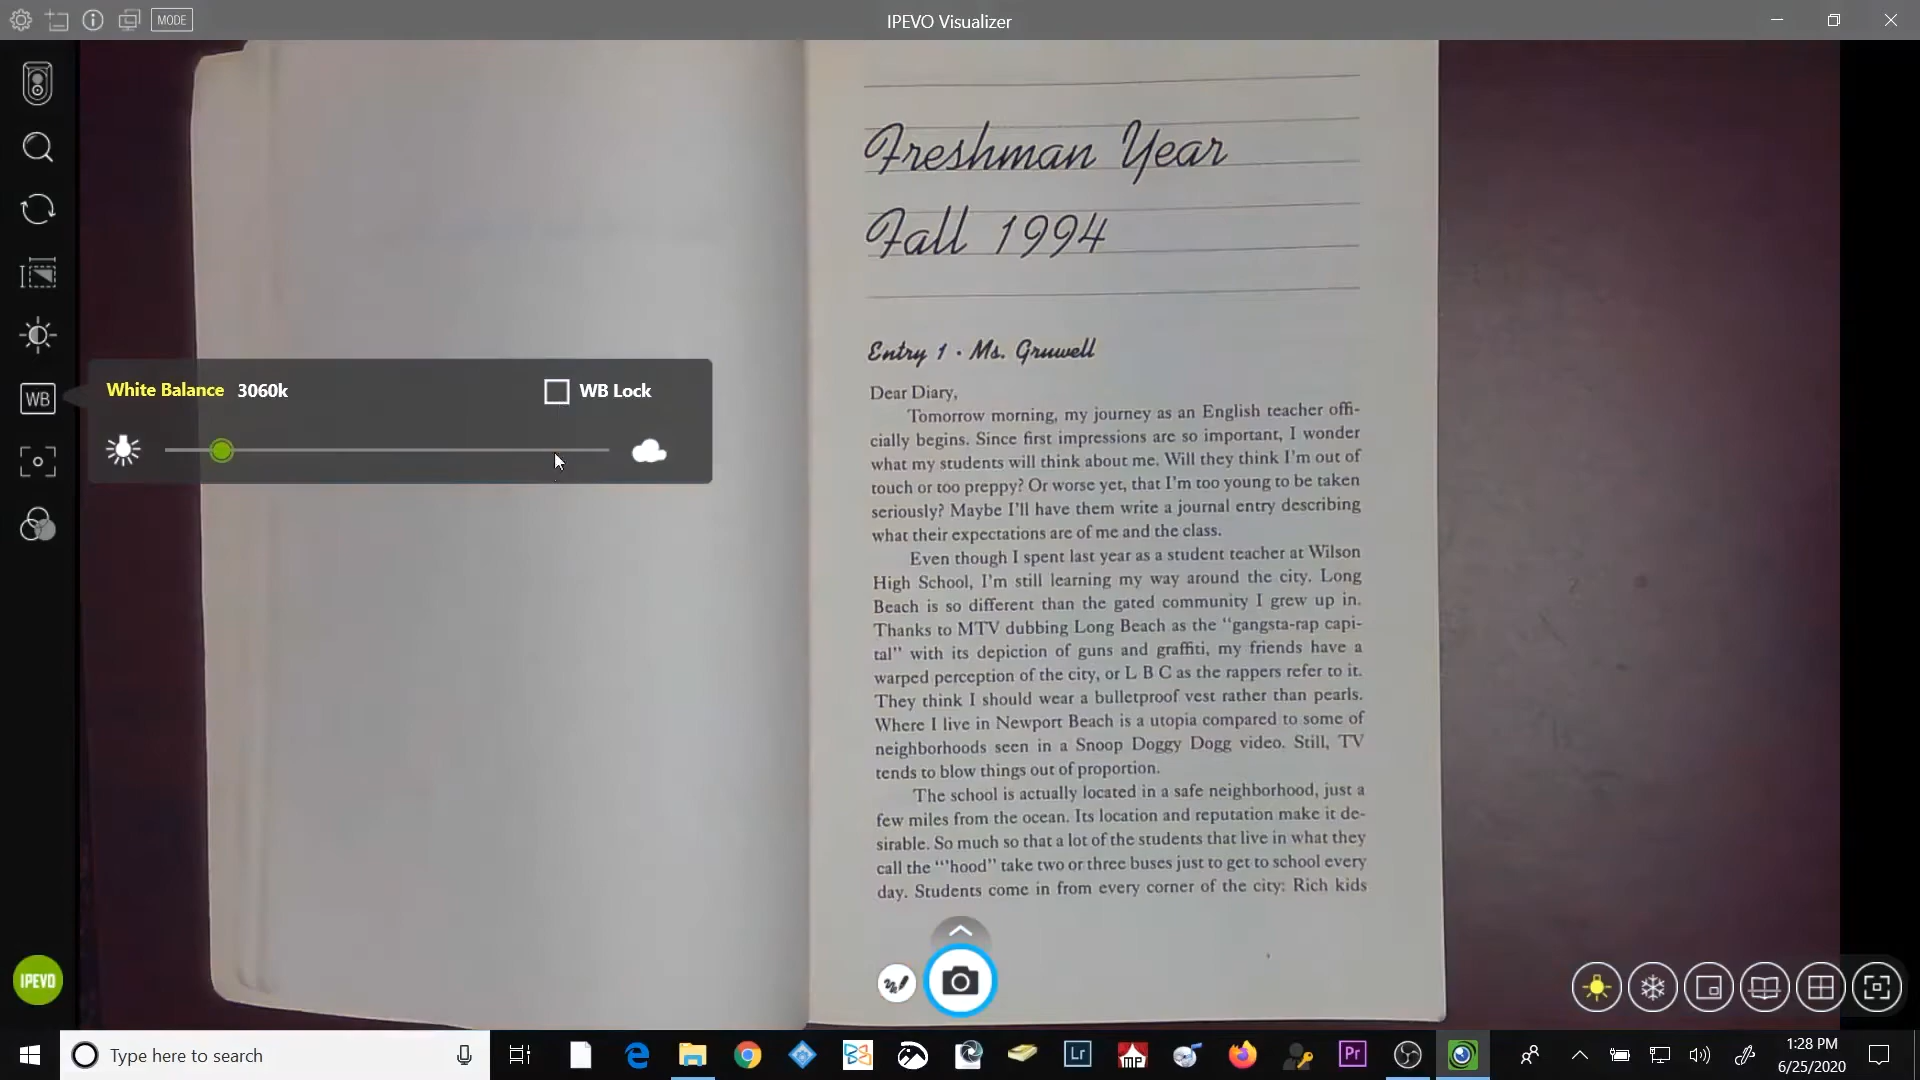 MODE
IPEVO Visualizer
Freshman Year
Fall 1994
Entry 1 · Ms. Gruwell
Dear Diary,
Tomorrow morning, my journey as an English teacher offi-
cially begins. Since first impressions are so important, I wonder
what my students will think about me. Will they think I'm out of
touch or too preppy? Or worse yet, that I'm too young to be taken
seriously? Maybe I'll have them write a journal entry describing
what their expectations are of me and the class.
Even though I spent last year as a student teacher at Wilson
High School, I'm still learning my way around the city. Long
Beach is so different than the gated community I grew up in.
Thanks to MTV dubbing Long Beach as the "gangsta-rap capi-
tal" with its depiction of guns and graffiti, my friends have a
warped perception of the city, or L B C as the rappers refer to it.
They think I should wear a bulletproof vest rather than pearls.
Where I live in Newport Beach is a utopia compared to some of
neighborhoods seen in a Snoop Doggy Dogg video. Still, TV
tends to blow things out of proportion.
The school is actually located in a safe neighborhood, just a
few miles from the ocean. Its location and reputation make it de-
sirable. So much so that a lot of the students that live in what they
call the "'hood" take two or three buses just to get to school every
day. Students come in from every corner of the city: Rich kids
White Balance 3060k
WB Lock
WB
IPEVO
Type here to search
Lr
MP
Pr
1:28 PM
6/25/2020